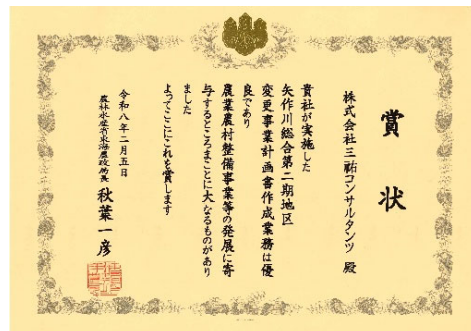 賞状
株式会社三祐コンサルタンツ 殿
貴社が実施した
矢作川総合第二期地区
変更事業計画書作成業務は優
良であり
農業農村整備事業等の発展に寄
与するところまことに大なるものがあり
ました
よってここにこれを賞します
令和八年二月五日
農林水産省東海農政局長 秋葉一彦